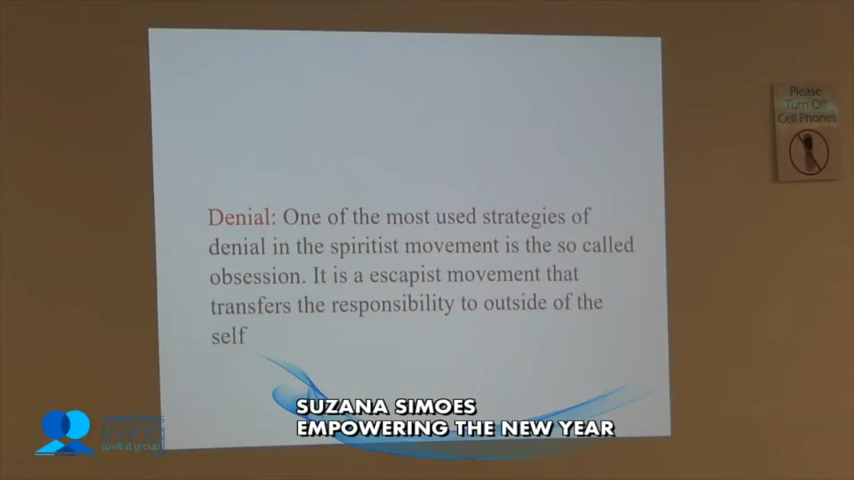 Please
Turn Off
Cell Phones
Denial: One of the most used strategies of
denial in the spiritist movement is the so called
obsession. It is a escapist movement that
transfers the responsibility to outside of the
self
SUZANA SIMOES
EMPOWERING THE NEW YEAR
spiritist group